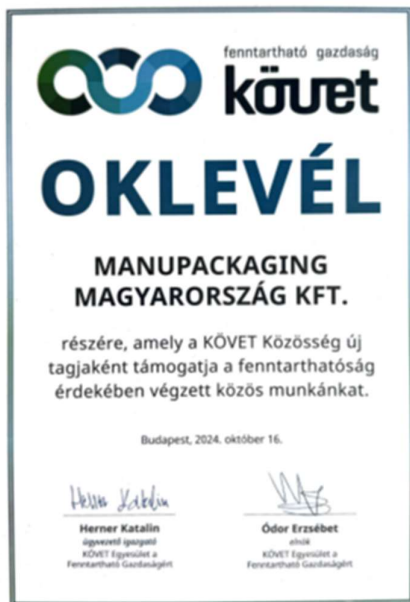 fenntartható gazdaság
követ
OKLEVÉL
MANUPACKAGING
MAGYARORSZÁG KFT.
részére, amely a KÖVET Közösség új
tagjaként támogatja a fenntarthatóság
érdekében végzett közös munkánkat.
Budapest, 2024. október 16.
Herner Katalin
Herner Katalin
ügyvezető igazgató
KÖVET Egyesület a
Fenntartható Gazdaságért
Ódor Erzsébet
elnök
KÖVET Egyesület a
Fenntartható Gazdaságért